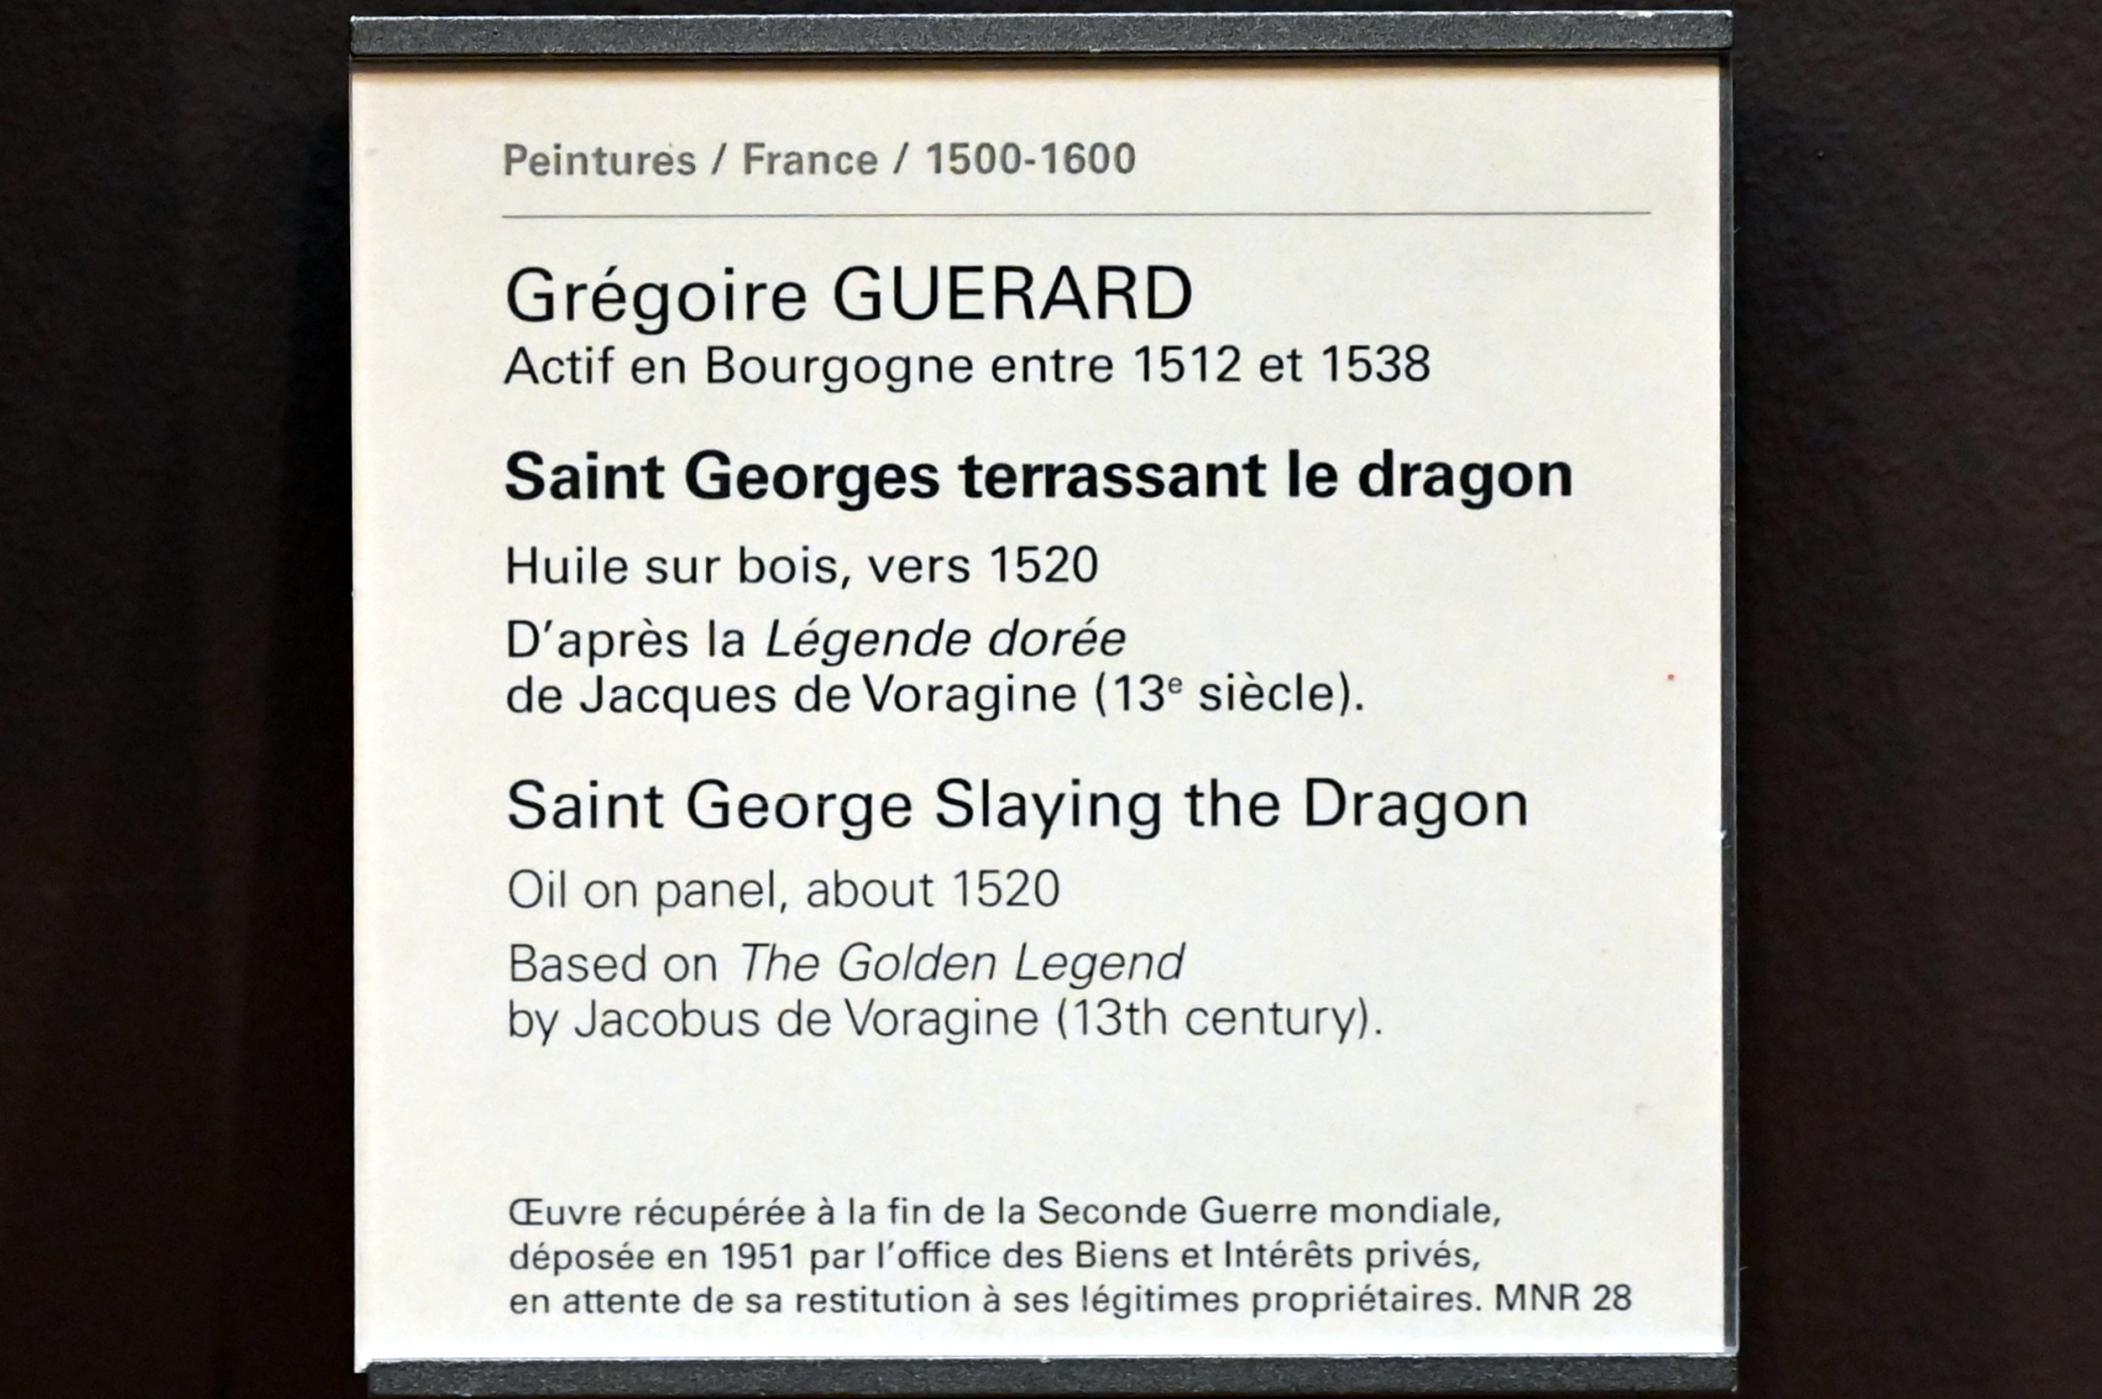 Peintures / France / 1500-1600
Grégoire GUERARD
Actif en Bourgogne entre 1512 et 1538
Saint Georges terrassant le dragon
Huile sur bois, vers 1520
D'après la Légende dorée
de Jacques de Voragine (13e siècle).
Saint George Slaying the Dragon
Oil on panel, about 1520
Based on The Golden Legend
by Jacobus de Voragine (13th century).
Œuvre récupérée à la fin de la Seconde Guerre mondiale,
déposée en 1951 par l'office des Biens et Intérêts privés,
en attente de sa restitution à ses légitimes propriétaires. MNR 28